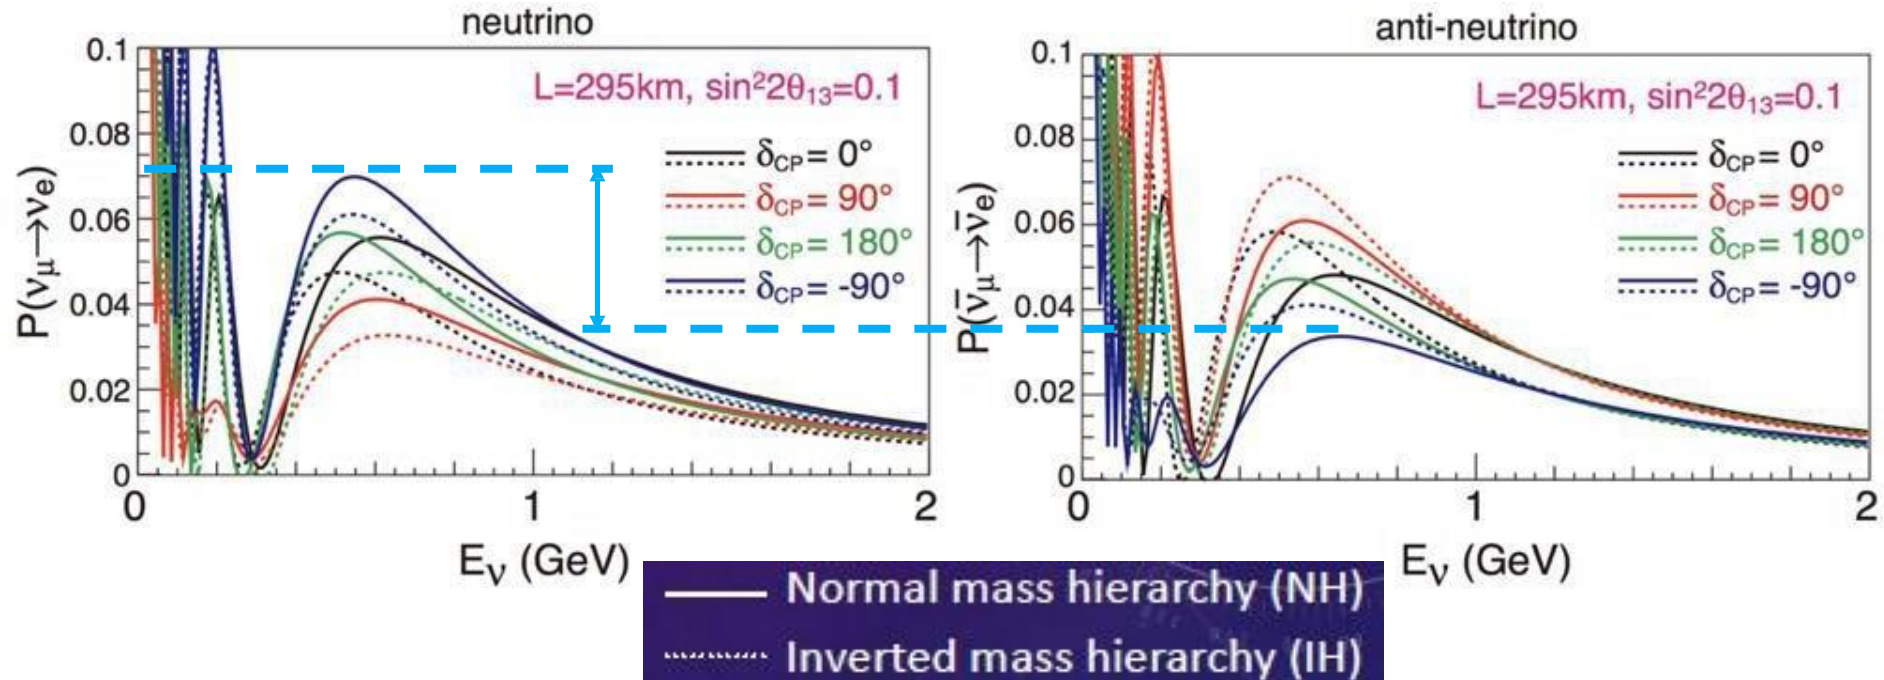 neutrino
0.1
0.08
0.06
0.04
0.02
0
0
1
2
P(νμ→νe)
Eν (GeV)
L=295km, sin²2θ₁₃=0.1
δCP = 0°
δCP = 90°
δCP = 180°
δCP = -90°
anti-neutrino
0.1
0.08
0.06
0.04
0.02
0
0
1
2
P(ν̄μ→ν̄e)
Eν (GeV)
L=295km, sin²2θ₁₃=0.1
δCP = 0°
δCP = 90°
δCP = 180°
δCP = -90°
Normal mass hierarchy (NH)
Inverted mass hierarchy (IH)